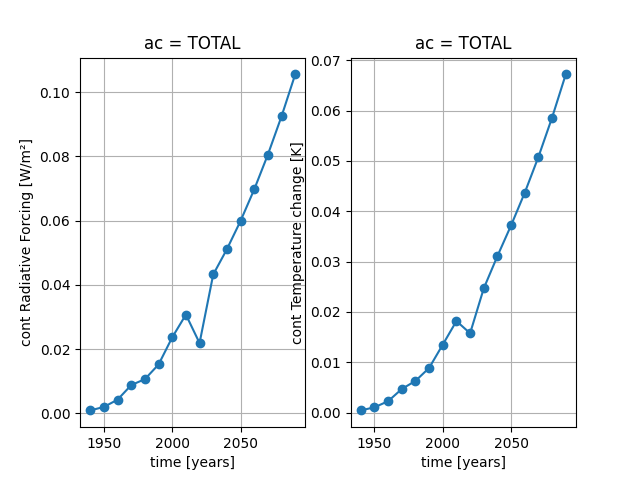 ac = TOTAL
cont Radiative Forcing [W/m²]
0.10
0.08
0.06
0.04
0.02
0.00
1950 2000 2050
time [years]
ac = TOTAL
cont Temperature change [K]
0.07
0.06
0.05
0.04
0.03
0.02
0.01
0.00
1950 2000 2050
time [years]